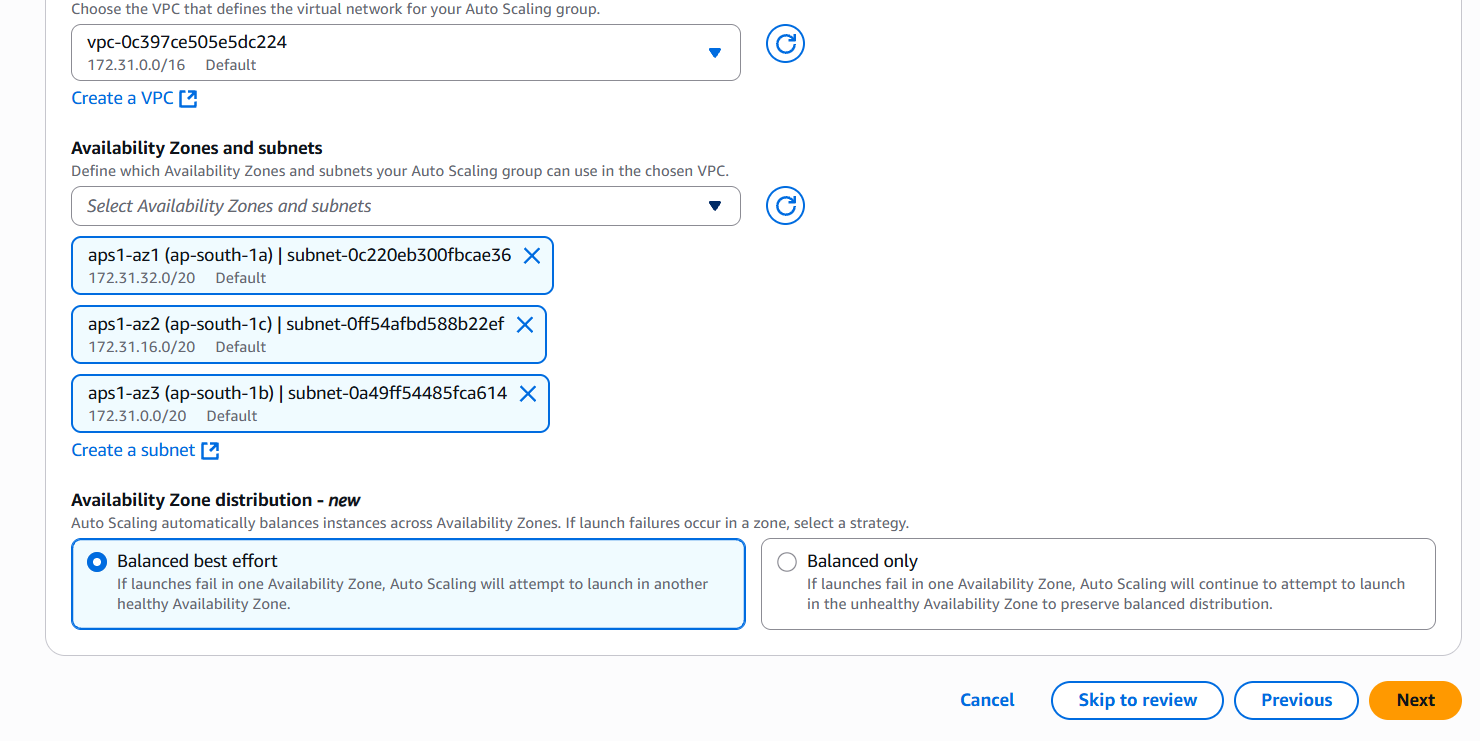 Choose the VPC that defines the virtual network for your Auto Scaling group.
vpc-0c397ce505e5dc224
172.31.0.0/16 Default
Create a VPC
Availability Zones and subnets
Define which Availability Zones and subnets your Auto Scaling group can use in the chosen VPC.
Select Availability Zones and subnets
aps1-az1 (ap-south-1a) | subnet-0c220eb300fbcae36
172.31.32.0/20 Default
aps1-az2 (ap-south-1c) | subnet-0ff54afbd588b22ef
172.31.16.0/20 Default
aps1-az3 (ap-south-1b) | subnet-0a49ff54485fca614
172.31.0.0/20 Default
Create a subnet
Availability Zone distribution - new
Auto Scaling automatically balances instances across Availability Zones. If launch failures occur in a zone, select a strategy.
Balanced best effort
If launches fail in one Availability Zone, Auto Scaling will attempt to launch in another
healthy Availability Zone.
Balanced only
If launches fail in one Availability Zone, Auto Scaling will continue to attempt to launch
in the unhealthy Availability Zone to preserve balanced distribution.
Cancel
Skip to review
Previous
Next